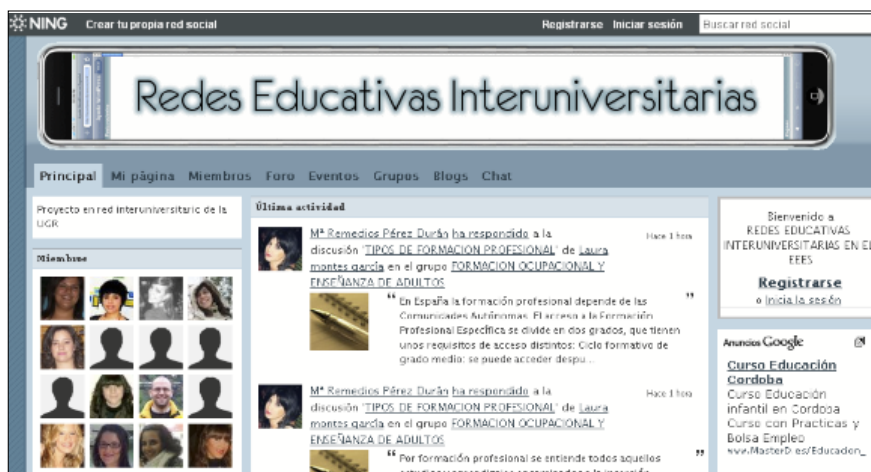 NING Crear tu propia red social Registrarse Iniciar sesión Buscar red social
Redes Educativas Interuniversitarias
Principal Mi página Miembros Foro Eventos Grupos Blogs Chat
Proyecto en red interuniversitaric de la
UGR
Miembros
Última actividad
Mª Remedios Pérez Durán ha respondido a la
Hace 1 hora
discusión 'TIPOS DE FORMACION PROFESIONAL' de Laura
montes garcía en el grupo FORMACION OCUPACIONAL Y
ENSEÑANZA DE ADULTOS
“ En España la formación profesional depende de las ”
Comunidades Autónomas. El acceso a la Formación
Profesional Específica se divide en dos grados, que tienen
unos requisitos de acceso distintos: Ciclo formativo de
grado medio: se puede acceder despu...
Mª Remedios Pérez Durán ha respondido a la
Hace 1 hora
discusión 'TIPOS DE FORMACION PROFESIONAL' de Laura
montes garcía en el grupo FORMACION OCUPACIONAL Y
ENSEÑANZA DE ADULTOS
“ Por formación profesional se entiende todos aquellos ”
Bienvenido a
REDES EDUCATIVAS
INTERUNIVERSITARIAS EN EL
EEES
Registrarse
o Inicia la sesión
Anuncios Google
Curso Educación
Cordoba
Curso Educación
infantil en Cordoba
Curso con Practicas y
Bolsa Empleo
www.MasterD.es/Educacion_